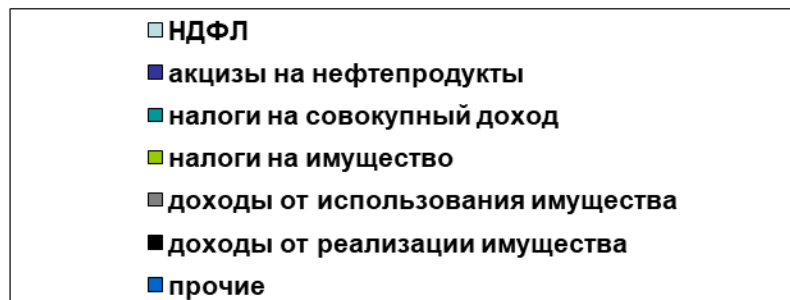 НДФЛ
акцизы на нефтепродукты
налоги на совокупный доход
налоги на имущество
доходы от использования имущества
доходы от реализации имущества
прочие